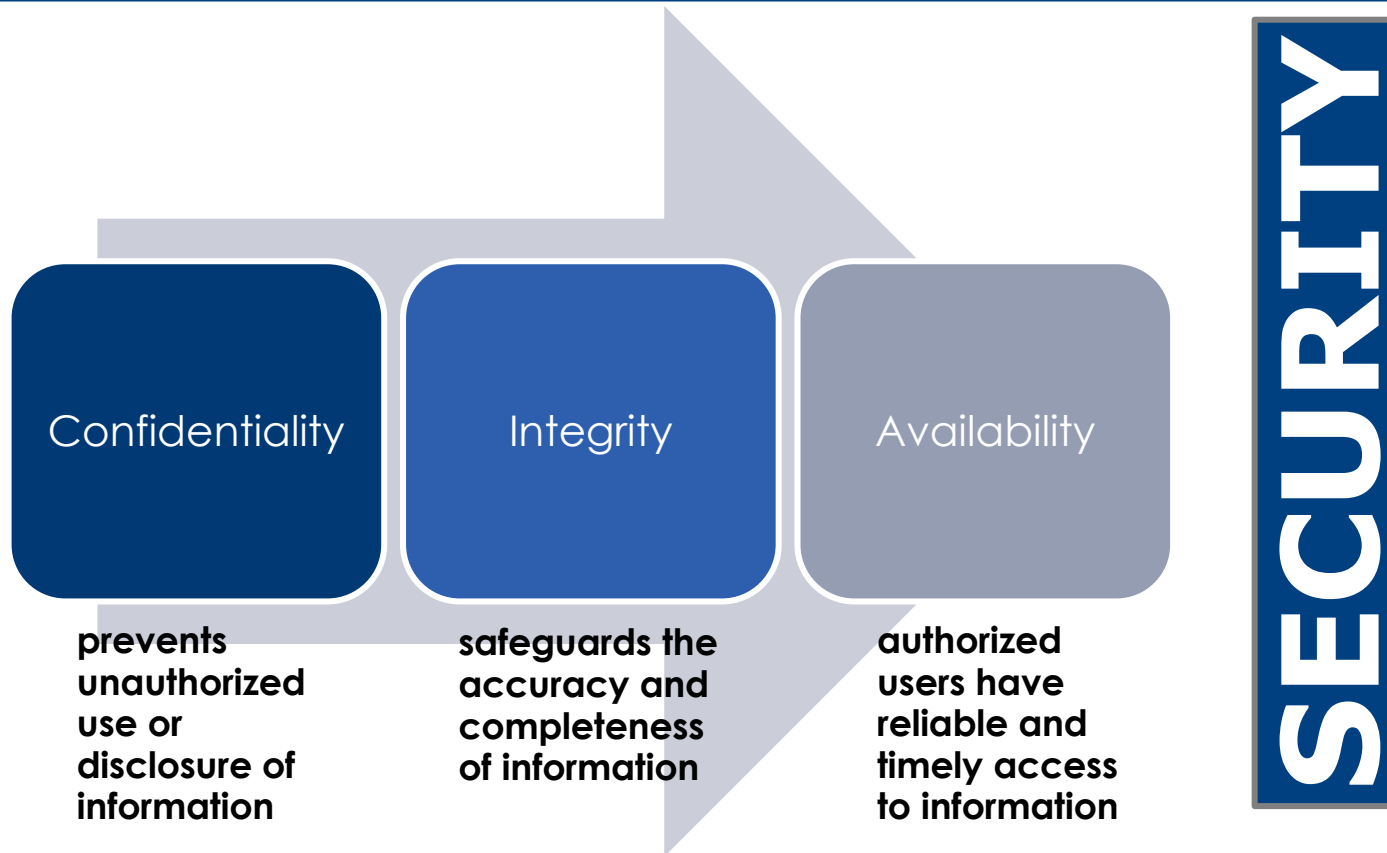 Confidentiality
Integrity
Availability
prevents
unauthorized
use or
disclosure of
information
safeguards the
accuracy and
completeness
of information
authorized
users have
reliable and
timely access
to information
SECURITY